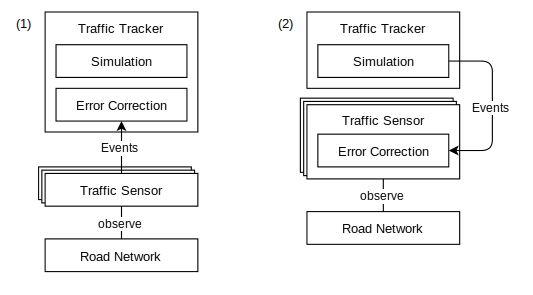 (1)
Traffic Tracker
Simulation
Error Correction
Events
Traffic Sensor
observe
Road Network
(2)
Traffic Tracker
Simulation
Events
Traffic Sensor
Error Correction
observe
Road Network